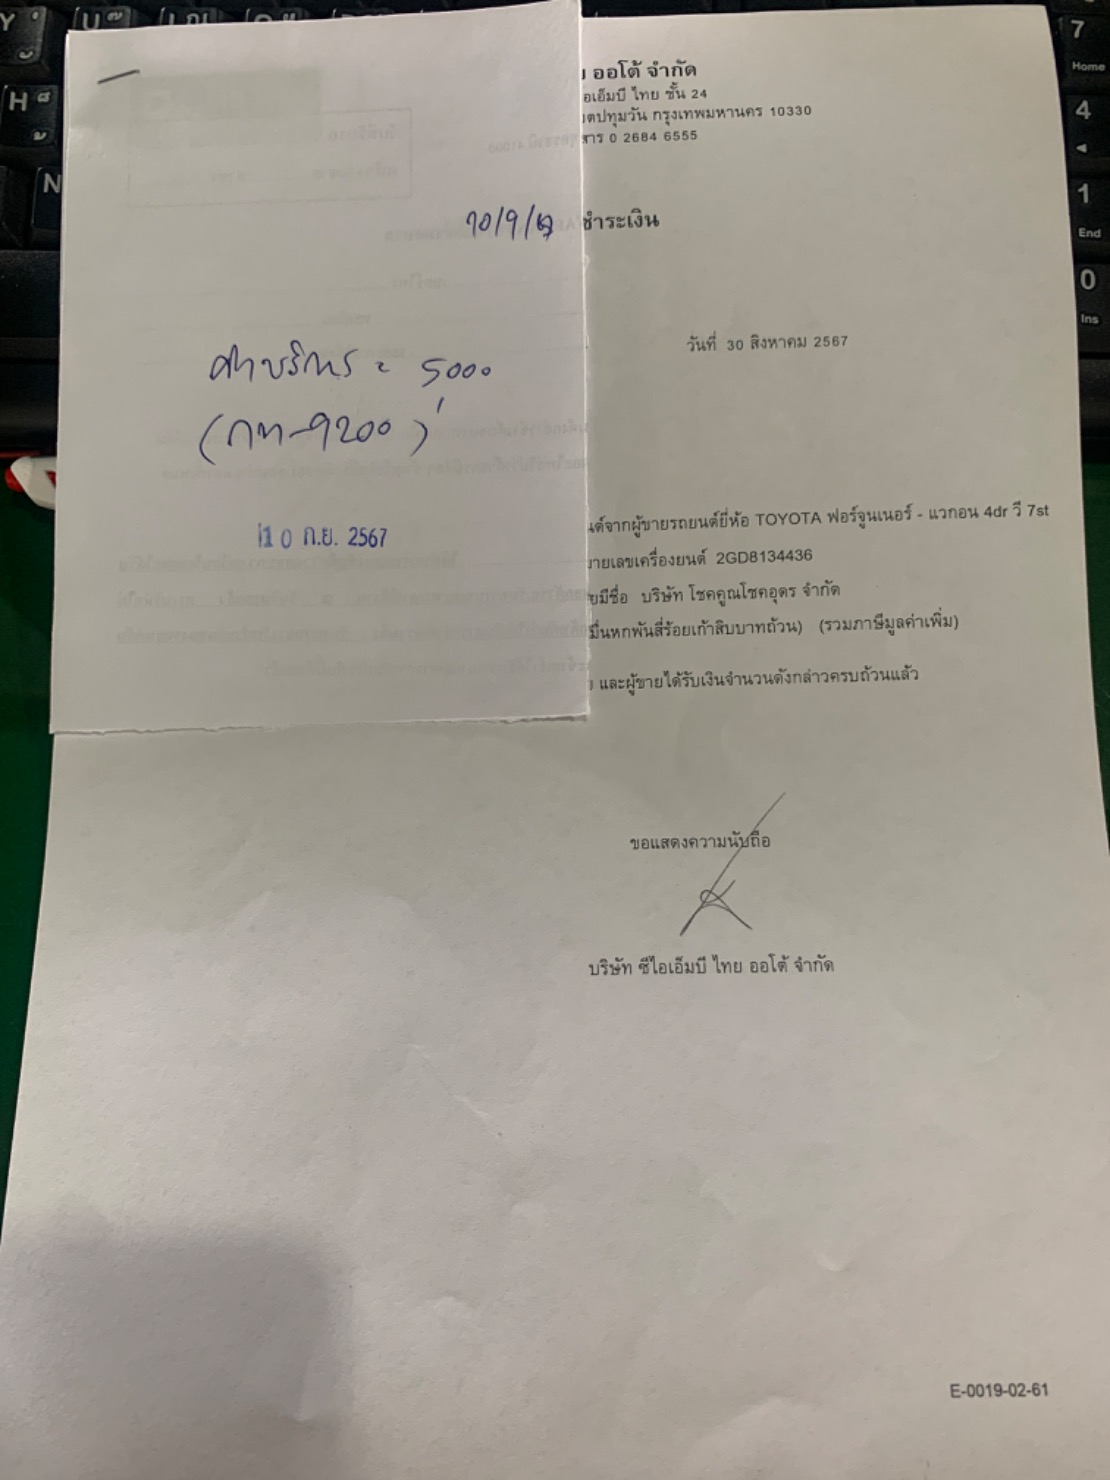 ออโต้ จำกัด
ไอเอ็มบี ไทย ชั้น 24
ตปทุมวัน กรุงเทพมหานคร 10330
สาร 0 2684 6555
ชำระเงิน
วันที่ 30 สิงหาคม 2567
ค่าบริการ = 5000
(กท-9200)
10 ก.ย. 2567
นต์จากผู้ขายรถยนต์ยี่ห้อ TOYOTA ฟอร์จูนเนอร์ - แวกอน 4dr วี 7st
ายเลขเครื่องยนต์ 2GD8134436
ยมีชื่อ บริษัท โชคคูณโชคอุดร จำกัด
มื่นหกพันสี่ร้อยเก้าสิบบาทถ้วน) (รวมภาษีมูลค่าเพิ่ม)
และผู้ขายได้รับเงินจำนวนดังกล่าวครบถ้วนแล้ว
ขอแสดงความนับถือ
บริษัท ซีไอเอ็มบี ไทย ออโต้ จำกัด
E-0019-02-61
Y
U
H
N
7
Home
4
1
End
0
Ins